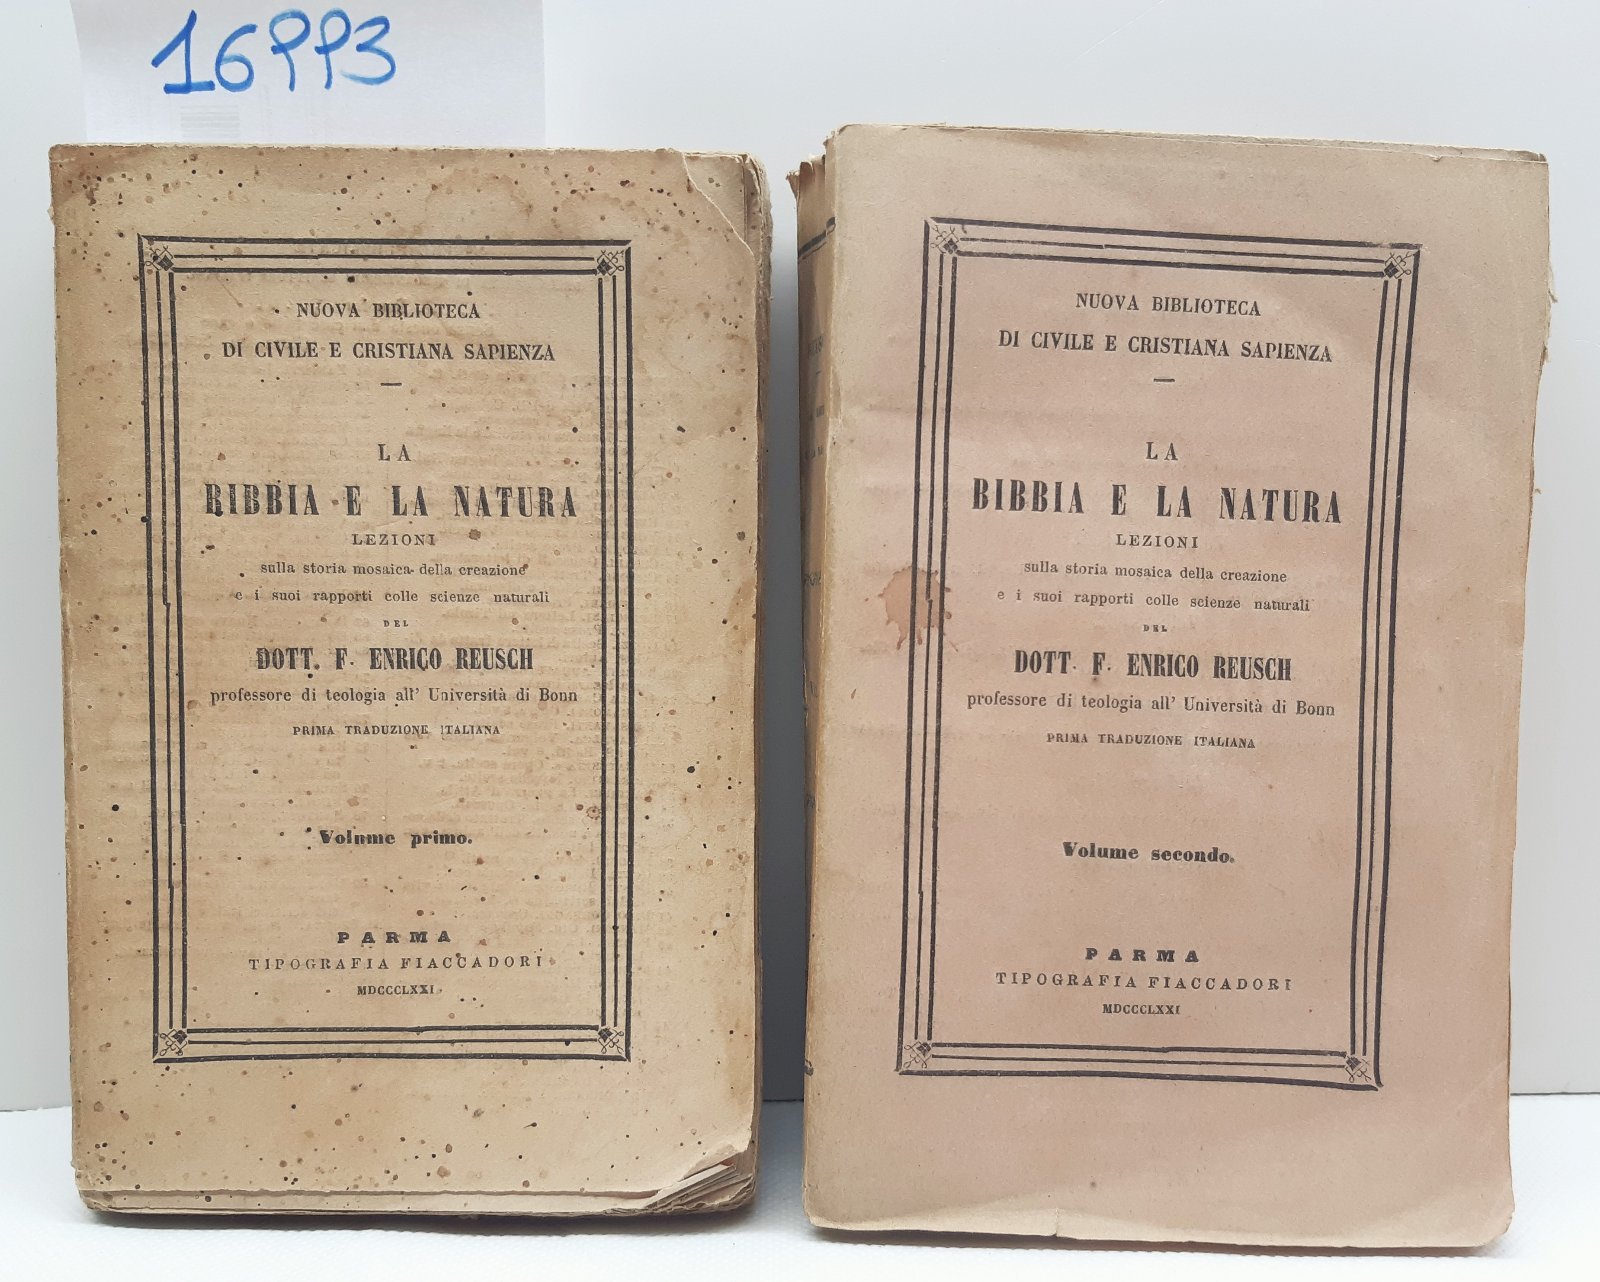 16993
NUOVA BIBLIOTECA
DI CIVILE E CRISTIANA SAPIENZA
LA
BIBBIA E LA NATURA
LEZIONI
sulla storia mosaica della creazione
e i suoi rapporti colle scienze naturali
DEL
DOTT. F. ENRICO REUSCH
professore di teologia all' Università di Bonn
PRIMA TRADUZIONE ITALIANA
Volume primo.
PARMA
TIPOGRAFIA FIACCADORI
MDCCCLXXI
NUOVA BIBLIOTECA
DI CIVILE E CRISTIANA SAPIENZA
LA
BIBBIA E LA NATURA
LEZIONI
sulla storia mosaica della creazione
e i suoi rapporti colle scienze naturali
DEL
DOTT. F. ENRICO REUSCH
professore di teologia all' Università di Bonn
PRIMA TRADUZIONE ITALIANA
Volume secondo.
PARMA
TIPOGRAFIA FIACCADORI
MDCCCLXXI